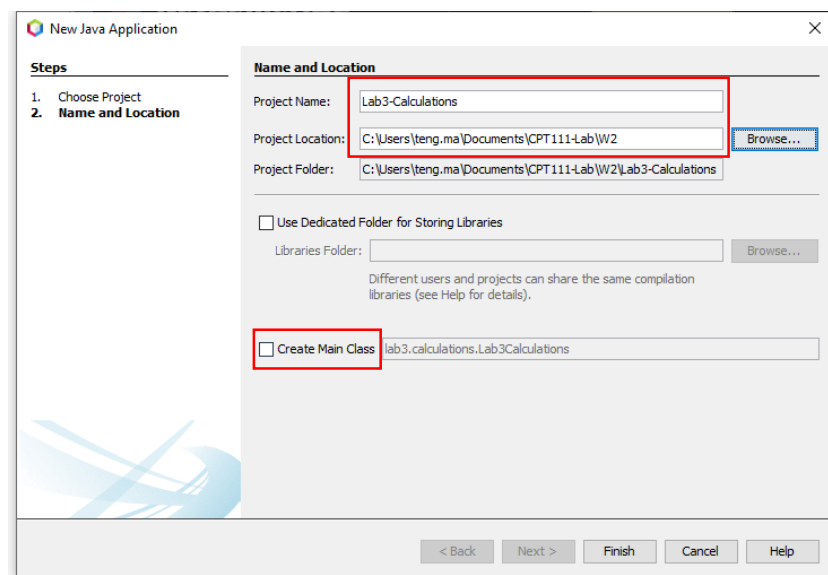 New Java Application
Steps
1. Choose Project
2. Name and Location
Name and Location
Project Name: Lab3-Calculations
Project Location: C:\Users\teng.ma\Documents\CPT111-Lab\W2 Browse...
Project Folder: C:\Users\teng.ma\Documents\CPT111-Lab\W2\Lab3-Calculations
Use Dedicated Folder for Storing Libraries
Libraries Folder: Browse...
Different users and projects can share the same compilation
libraries (see Help for details).
Create Main Class lab3.calculations.Lab3Calculations
< Back Next > Finish Cancel Help